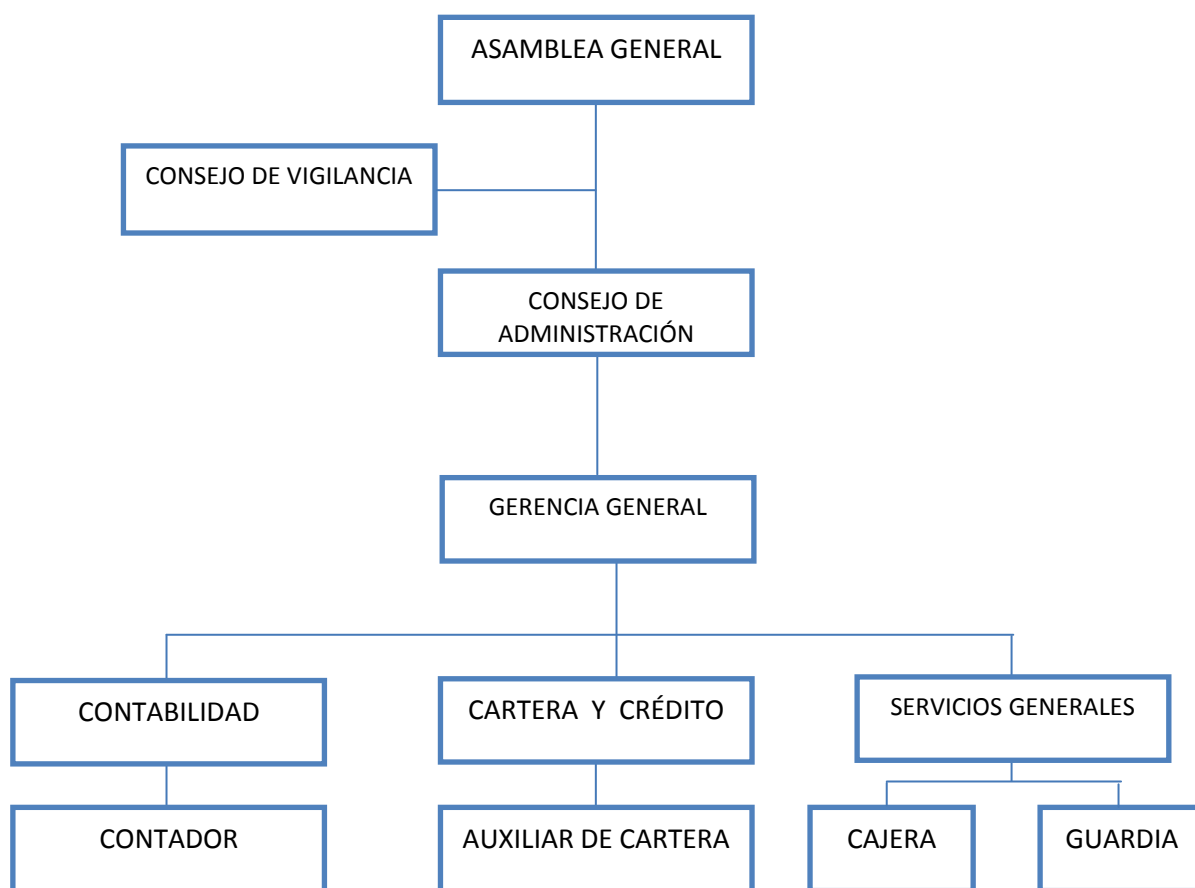 ASAMBLEA GENERAL
CONSEJO DE VIGILANCIA
CONSEJO DE
ADMINISTRACIÓN
GERENCIA GENERAL
CONTABILIDAD
CARTERA Y CRÉDITO
SERVICIOS GENERALES
CONTADOR
AUXILIAR DE CARTERA
CAJERA
GUARDIA